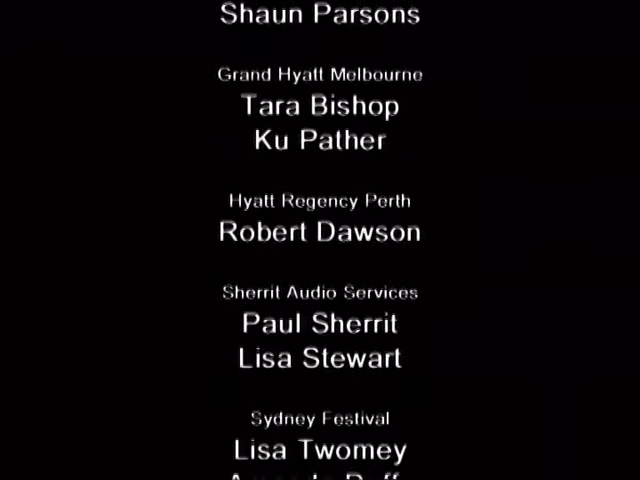 Shaun Parsons
Grand Hyatt Melbourne
Tara Bishop
Ku Pather
Hyatt Regency Perth
Robert Dawson
Sherrit Audio Services
Paul Sherrit
Lisa Stewart
Sydney Festival
Lisa Twomey